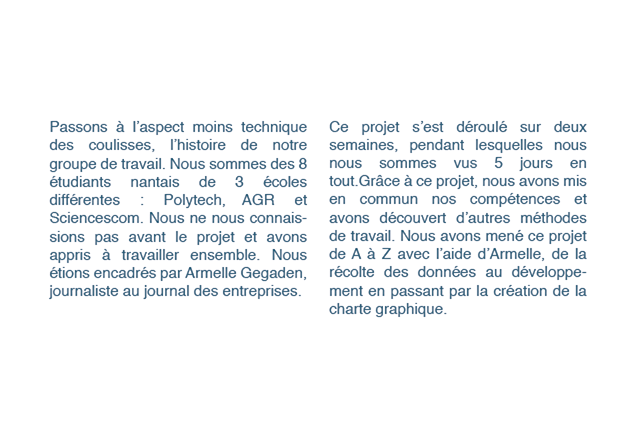 Passons à l’aspect moins technique
des coulisses, l’histoire de notre
groupe de travail. Nous sommes des 8
étudiants nantais de 3 écoles
différentes : Polytech, AGR et
Sciencescom. Nous ne nous connais-
sions pas avant le projet et avons
appris à travailler ensemble. Nous
étions encadrés par Armelle Gegaden,
journaliste au journal des entreprises.
Ce projet s’est déroulé sur deux
semaines, pendant lesquelles nous
nous sommes vus 5 jours en
tout.Grâce à ce projet, nous avons mis
en commun nos compétences et
avons découvert d’autres méthodes
de travail. Nous avons mené ce projet
de A à Z avec l’aide d’Armelle, de la
récolte des données au développe-
ment en passant par la création de la
charte graphique.